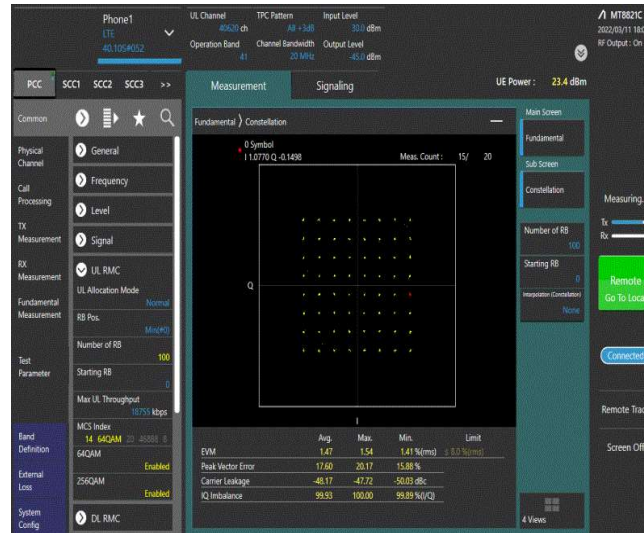 Phone1
LTE
40.105#052
UL Channel
40620 ch
TPC Pattern
All +3dB
Input Level
30.0 dBm
Operation Band
41
Channel Bandwidth
20 MHz
Output Level
-45.0 dBm
MT8821C
2022/03/11 18:0
RF Output : On
PCC SCC1 SCC2 SCC3 >>
Measurement Signaling
UE Power : 23.4 dBm
Common
Physical
Channel
Call
Processing
TX
Measurement
RX
Measurement
Fundamental
Measurement
Test
Parameter
Band
Definition
External
Loss
System
Config
General
Frequency
Level
Signal
UL RMC
UL Allocation Mode
Normal
RB Pos.
Min(#0)
Number of RB
100
Starting RB
0
Max UL Throughput
18755 kbps
MCS Index
14 64QAM 20 46888 6
64QAM
Enabled
256QAM
Enabled
DL RMC
Fundamental > Constellation
0 Symbol
I 1.0770 Q -0.1498
Meas. Count : 15/ 20
Q
I
Avg. Max. Min. Limit
EVM 1.47 1.54 1.41 %(rms) ≤ 8.0 %(rms)
Peak Vector Error 17.60 20.17 15.88 %
Carrier Leakage -48.17 -47.72 -50.03 dBc
IQ Imbalance 99.93 100.00 99.89 %(I/Q)
Main Screen
Fundamental
Sub Screen
Constellation
Number of RB
100
Starting RB
0
Interpolation (Constellation)
None
4 Views
Measuring.
Tx
Rx
Remote
Go To Loca
Connected
Remote Trac
Screen Off